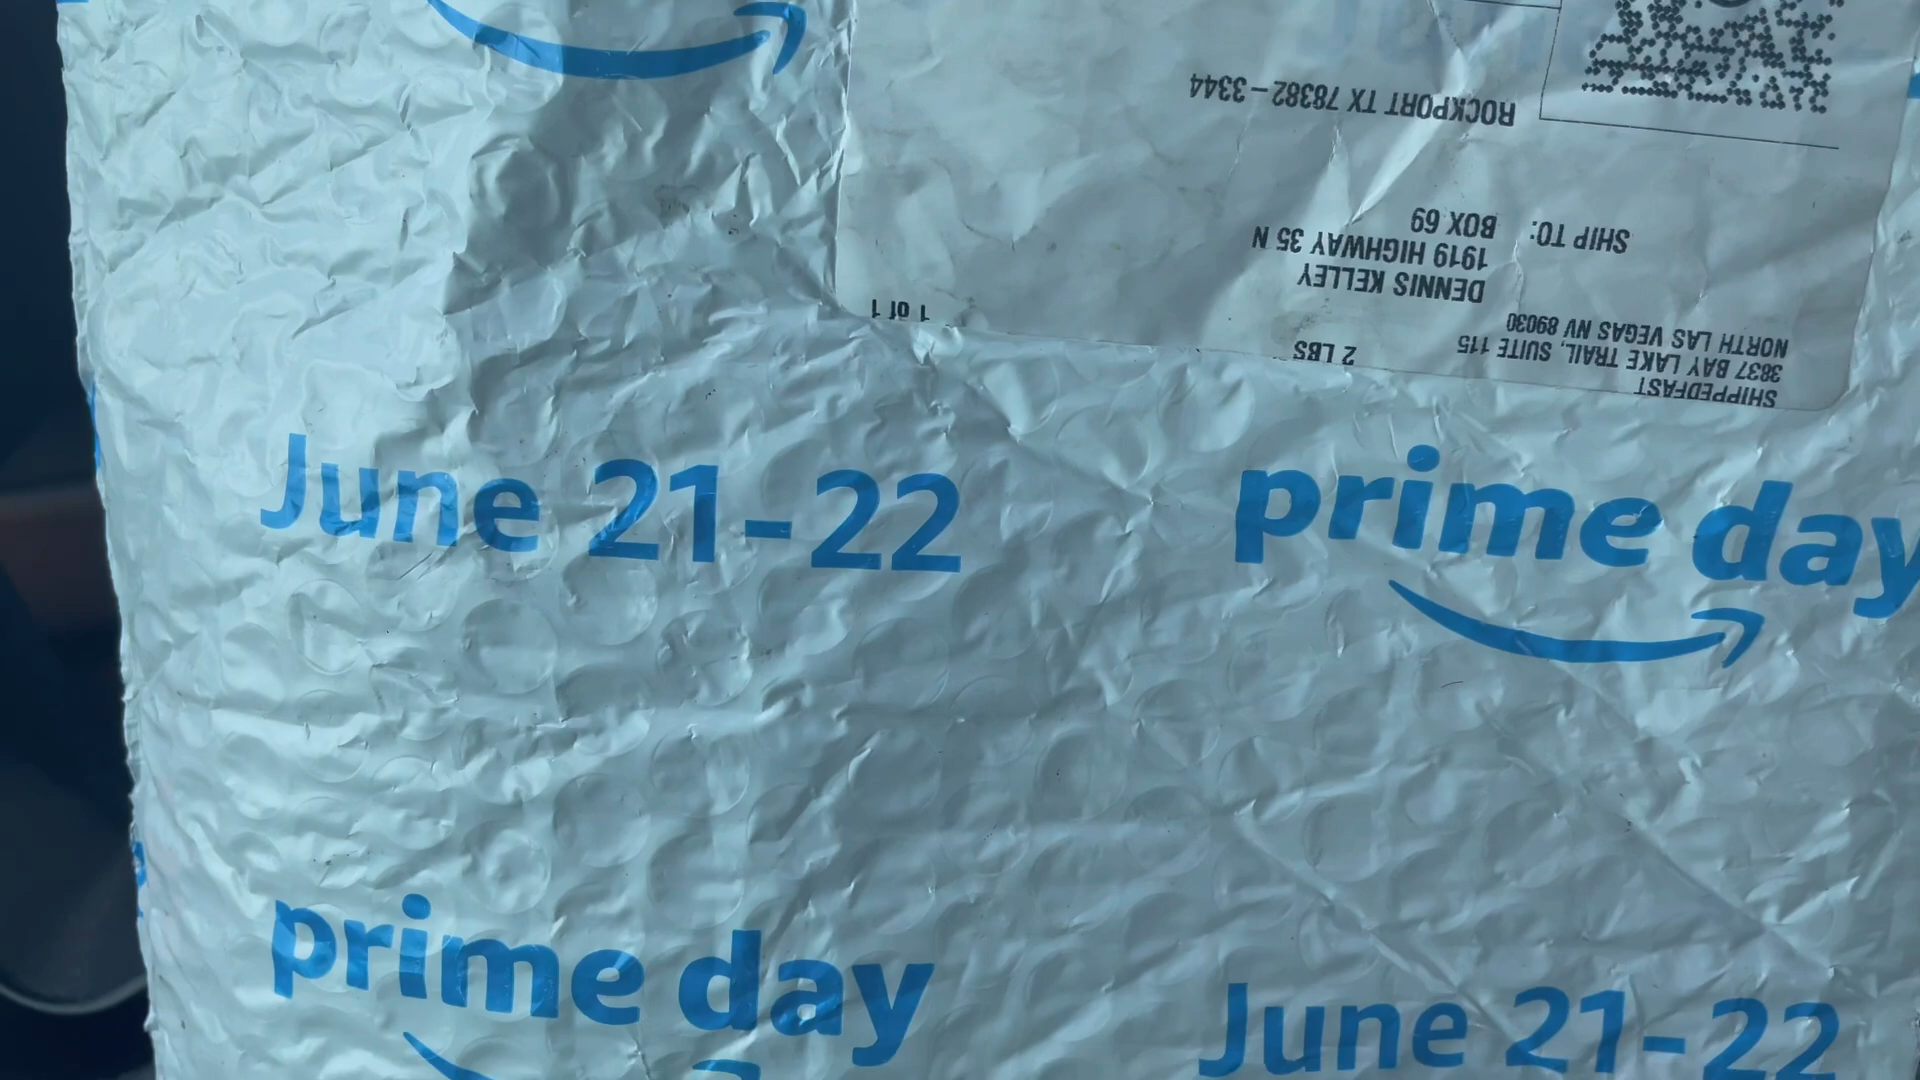 SHIPPEDFAST
3837 BAY LAKE TRAIL, SUITE 115
NORTH LAS VEGAS NV 89030
2 LBS
1 of 1
SHIP TO:
DENNIS KELLEY
1919 HIGHWAY 35 N
BOX 69
ROCKPORT TX 78382-3344
June 21-22
prime day
prime day
June 21-22